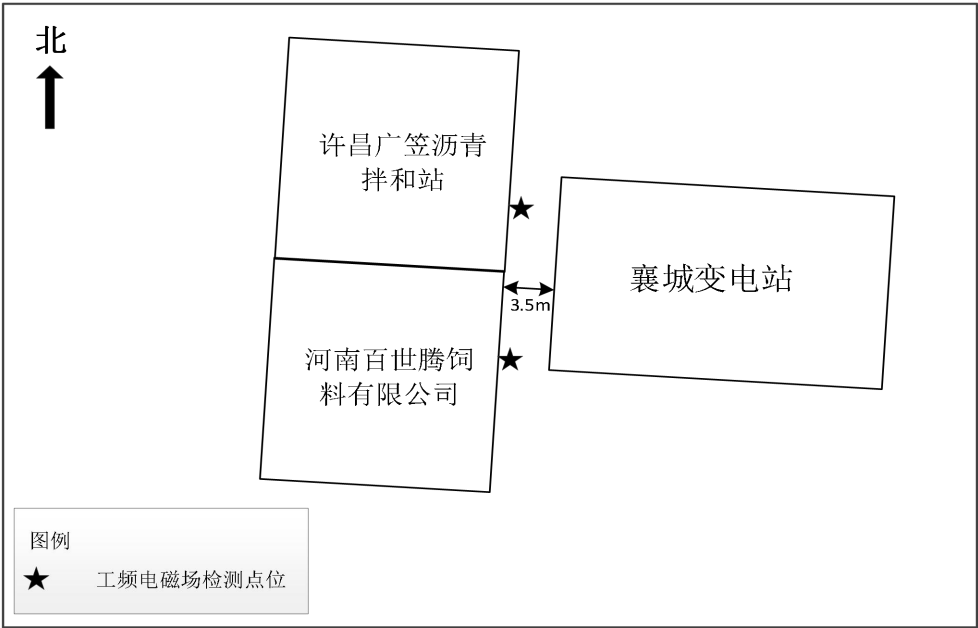 北
许昌广笠沥青
拌和站
襄城变电站
3.5m
河南百世腾饲
料有限公司
图例
工频电磁场检测点位